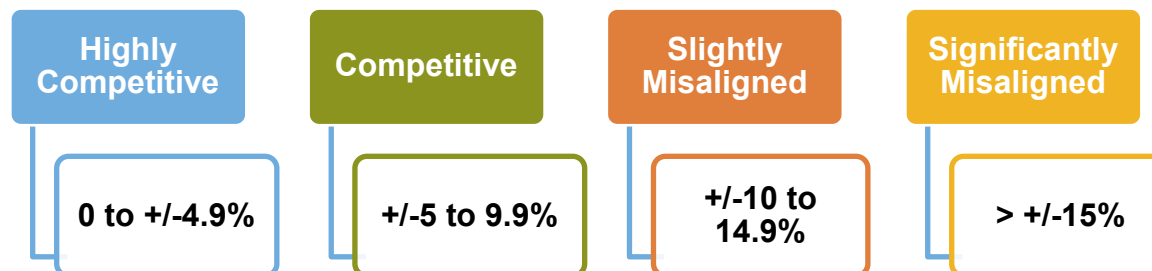 Highly
Competitive
0 to +/-4.9%
Competitive
+/-5 to 9.9%
Slightly
Misaligned
+/-10 to
14.9%
Significantly
Misaligned
> +/-15%